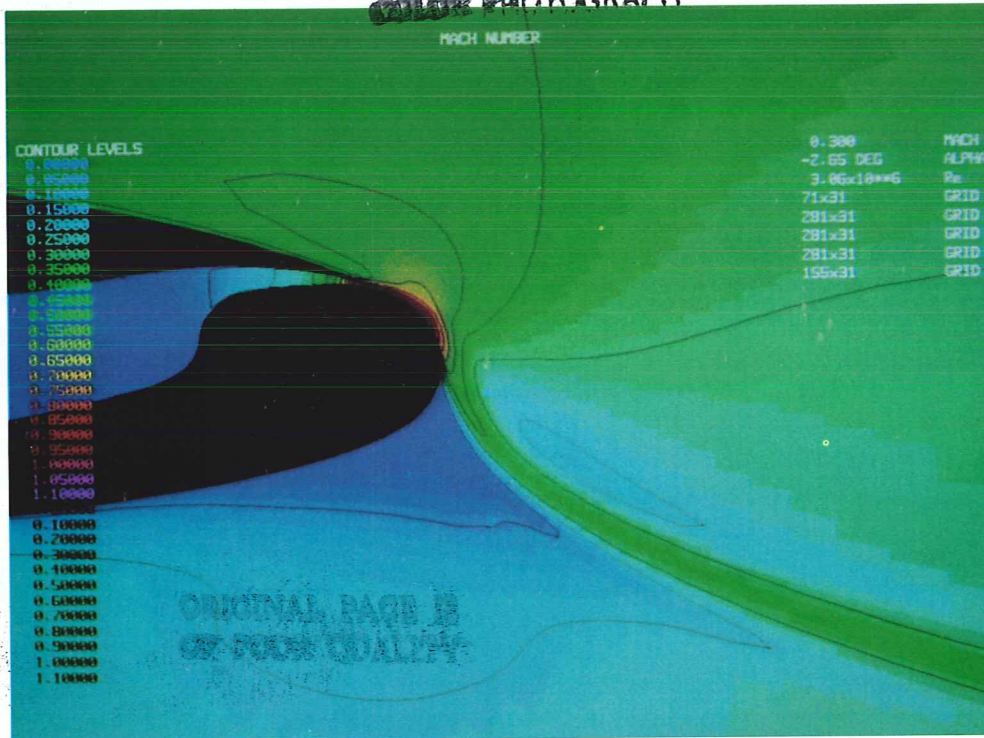 MACH NUMBER
CONTOUR LEVELS
0.00000
0.05000
0.10000
0.15000
0.20000
0.25000
0.30000
0.35000
0.40000
0.45000
0.50000
0.55000
0.60000
0.65000
0.70000
0.75000
0.80000
0.85000
0.90000
0.95000
1.00000
1.05000
1.10000
0.10000
0.20000
0.30000
0.40000
0.50000
0.60000
0.70000
0.80000
0.90000
1.00000
1.10000
0.300 MACH
-2.65 DEG ALPHA
3.06x10**6 Re
71x31 GRID
281x31 GRID
281x31 GRID
281x31 GRID
155x31 GRID
ORIGINAL PAGE IS
OF POOR QUALITY